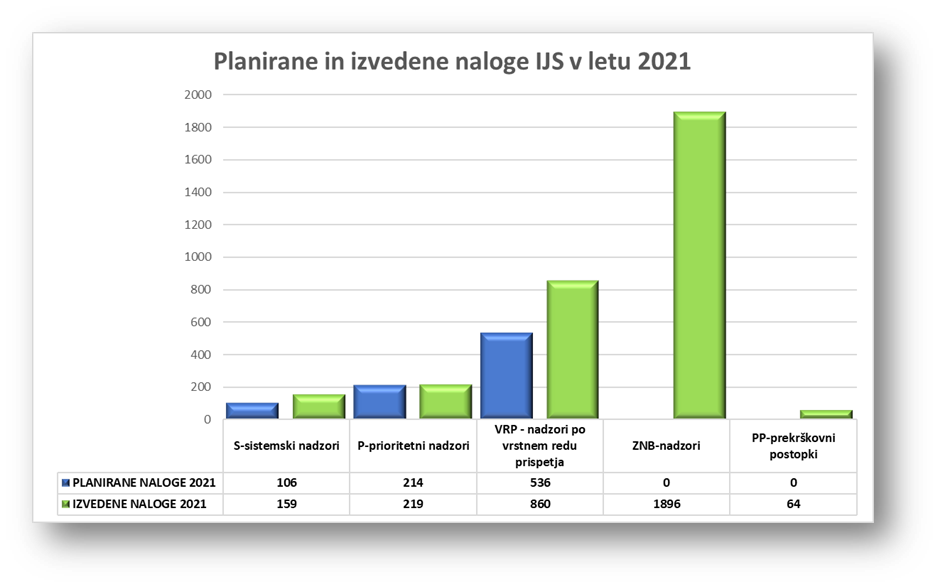 Planirane in izvedene naloge IJS v letu 2021
2000
1800
1600
1400
1200
1000
800
600
400
200
0
S-sistemski nadzori P-prioritetni nadzori VRP - nadzori po vrstnem redu prispetja ZNB-nadzori PP-prekrškovni postopki
PLANIRANE NALOGE 2021 106 214 536 0 0
IZVEDENE NALOGE 2021 159 219 860 1896 64